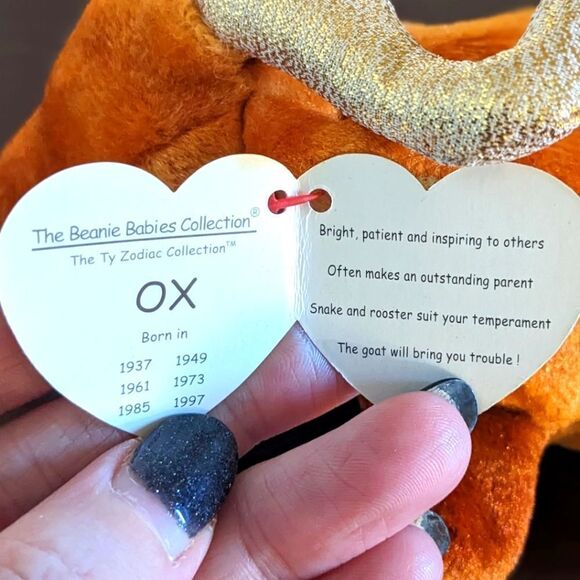 The Beanie Babies Collection®
The Ty Zodiac Collection™
OX
Born in
1937 1949
1961 1973
1985 1997
Bright, patient and inspiring to others
Often makes an outstanding parent
Snake and rooster suit your temperament
The goat will bring you trouble !